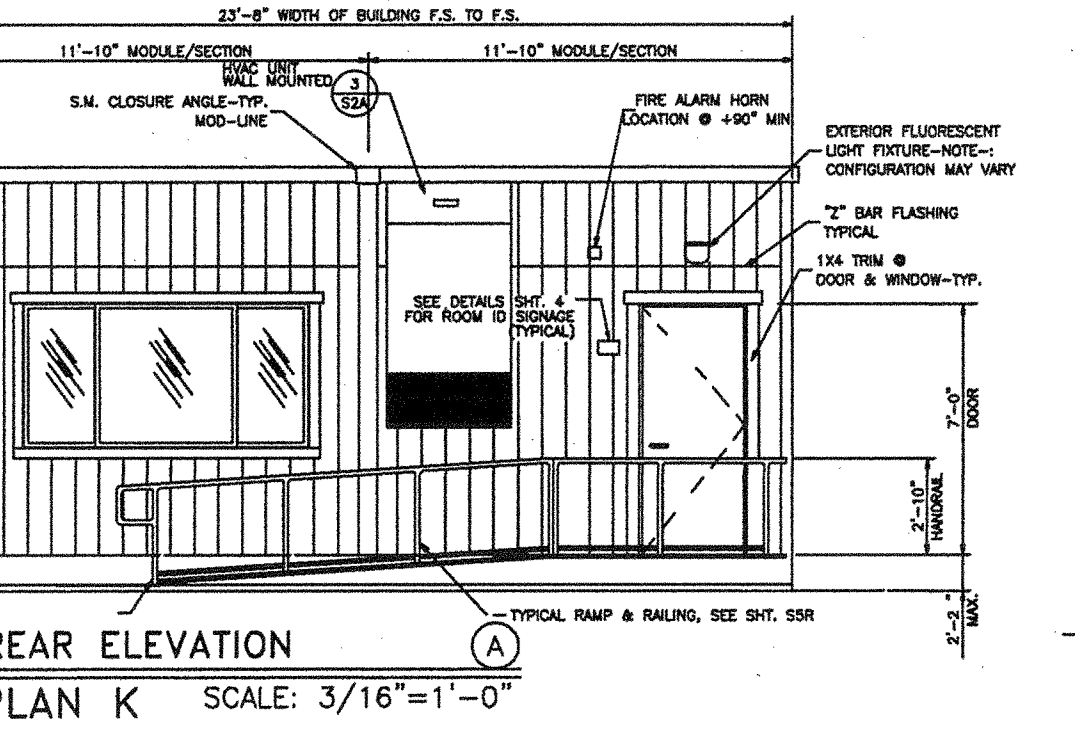 23'-8" WIDTH OF BUILDING F.S. TO F.S.
11'-10" MODULE/SECTION
11'-10" MODULE/SECTION
HVAC UNIT
WALL MOUNTED
3
S2A
S.M. CLOSURE ANGLE-TYP.
MOD-LINE
FIRE ALARM HORN
LOCATION @ +90" MIN
EXTERIOR FLUORESCENT
LIGHT FIXTURE-NOTE-:
CONFIGURATION MAY VARY
"Z" BAR FLASHING
TYPICAL
1X4 TRIM @
DOOR & WINDOW-TYP.
SEE DETAILS SHT. 4
FOR ROOM ID SIGNAGE
(TYPICAL)
7'-0"
DOOR
2'-10"
HANDRAIL
2'-2"
MAX.
TYPICAL RAMP & RAILING, SEE SHT. S5R
REAR ELEVATION
A
PLAN K SCALE: 3/16"=1'-0"